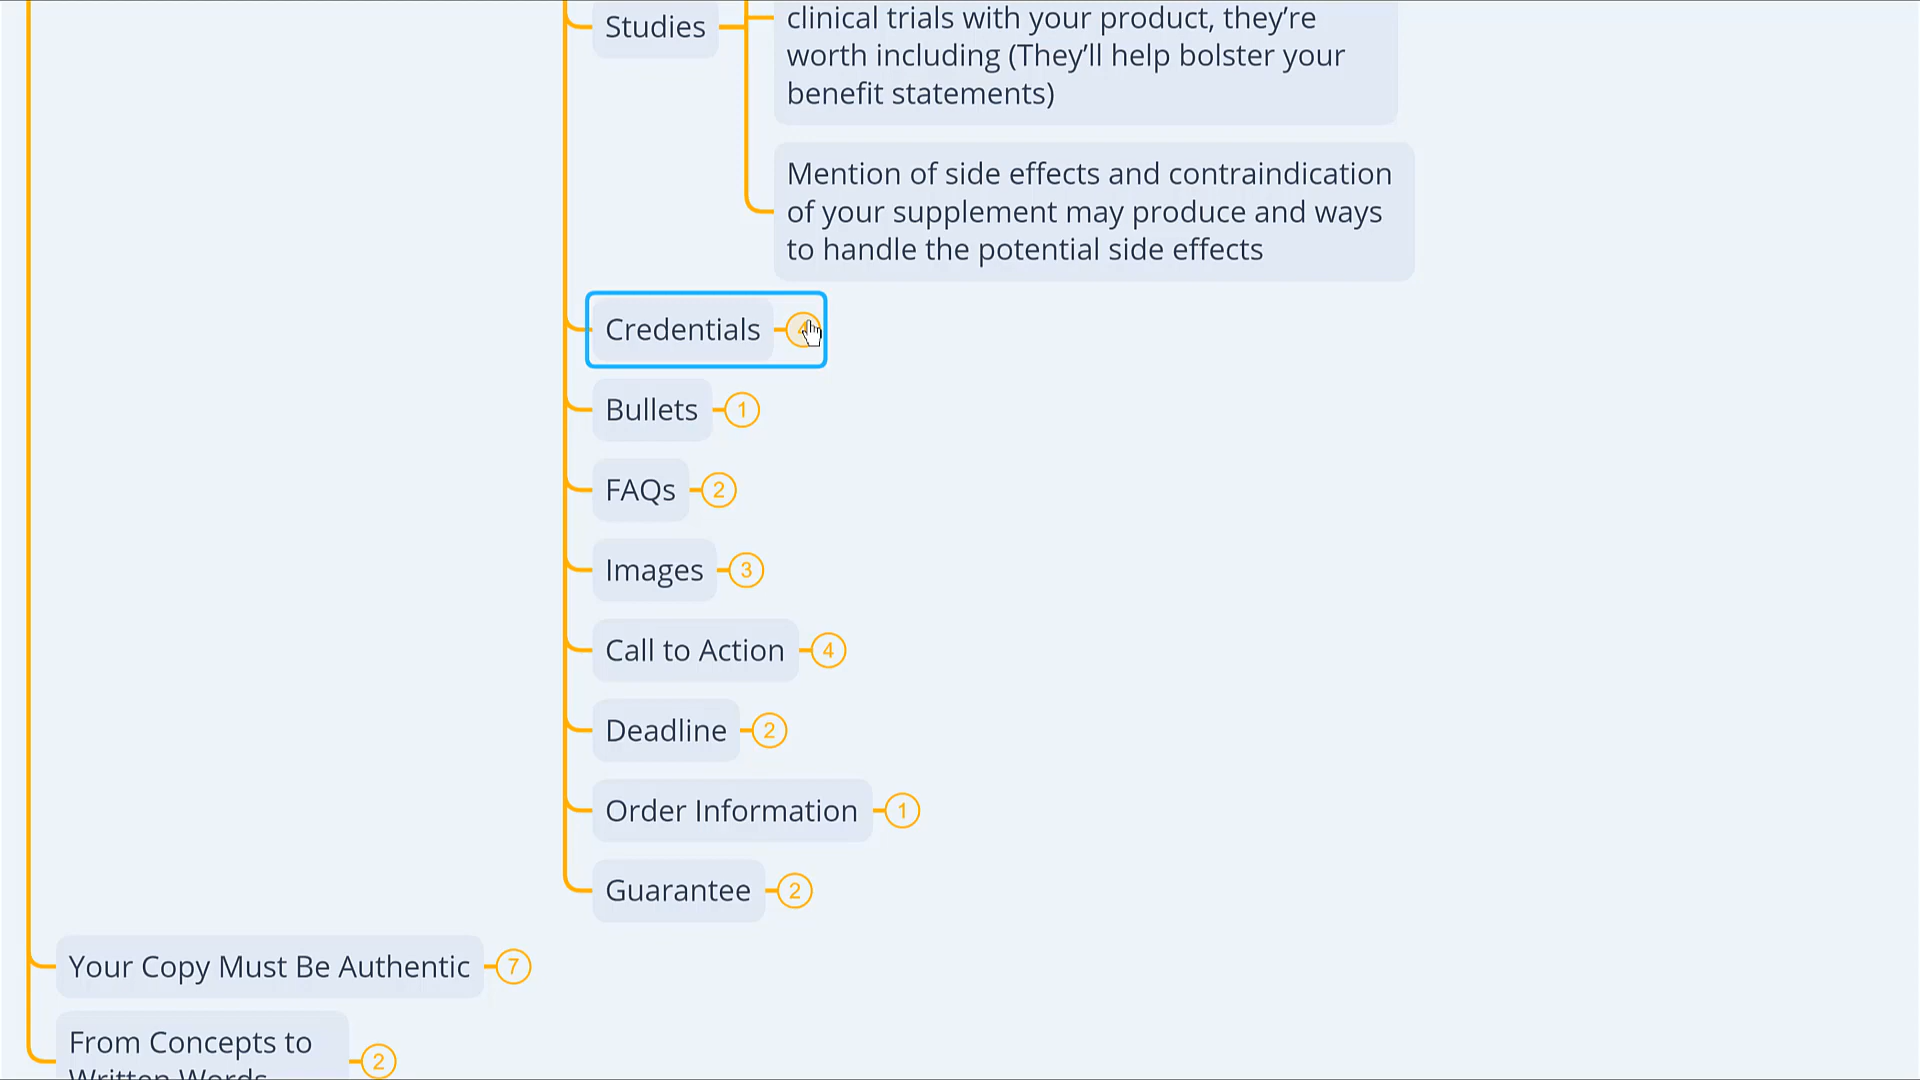 Studies
clinical trials with your product, they’re
worth including (They’ll help bolster your
benefit statements)
Mention of side effects and contraindication
of your supplement may produce and ways
to handle the potential side effects
Credentials
Bullets 1
FAQs 2
Images 3
Call to Action 4
Deadline 2
Order Information 1
Guarantee 2
Your Copy Must Be Authentic 7
From Concepts to 2
Written Words